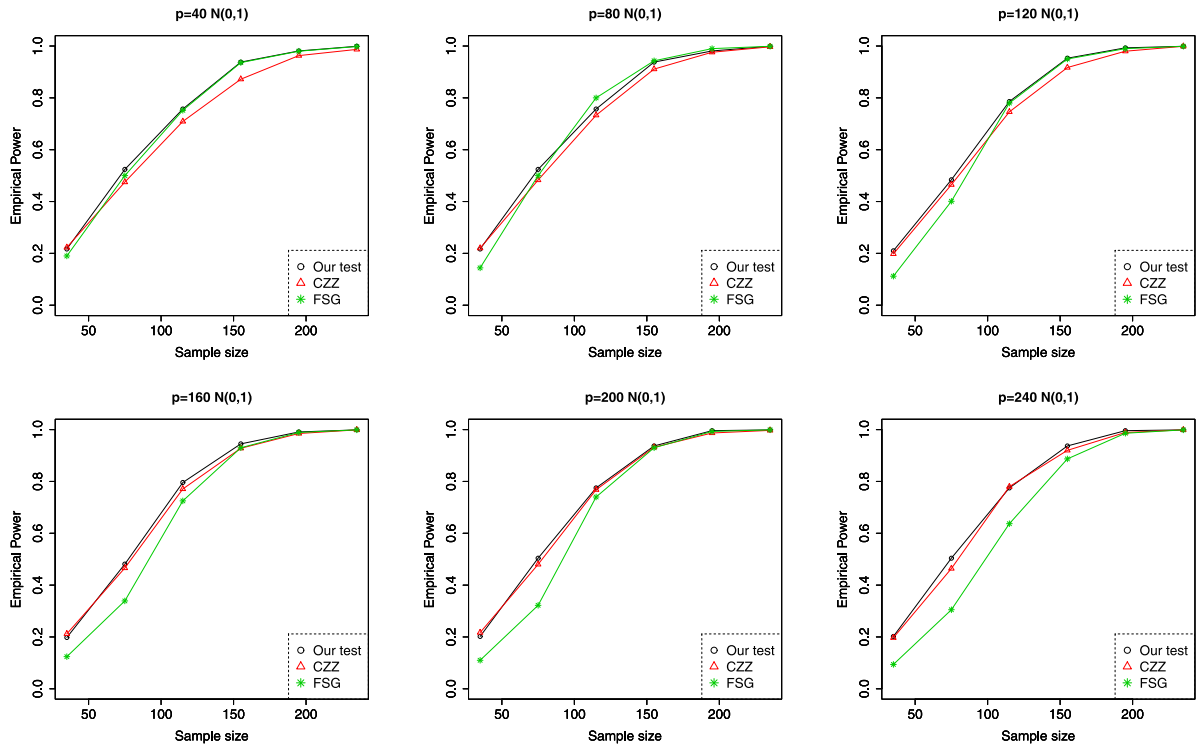 p=40 N(0,1)
Empirical Power
1.0
0.8
0.6
0.4
0.2
0.0
Our test
CZZ
FSG
50 100 150 200
Sample size
p=80 N(0,1)
Empirical Power
1.0
0.8
0.6
0.4
0.2
0.0
Our test
CZZ
FSG
50 100 150 200
Sample size
p=120 N(0,1)
Empirical Power
1.0
0.8
0.6
0.4
0.2
0.0
Our test
CZZ
FSG
50 100 150 200
Sample size
p=160 N(0,1)
Empirical Power
1.0
0.8
0.6
0.4
0.2
0.0
Our test
CZZ
FSG
50 100 150 200
Sample size
p=200 N(0,1)
Empirical Power
1.0
0.8
0.6
0.4
0.2
0.0
Our test
CZZ
FSG
50 100 150 200
Sample size
p=240 N(0,1)
Empirical Power
1.0
0.8
0.6
0.4
0.2
0.0
Our test
CZZ
FSG
50 100 150 200
Sample size